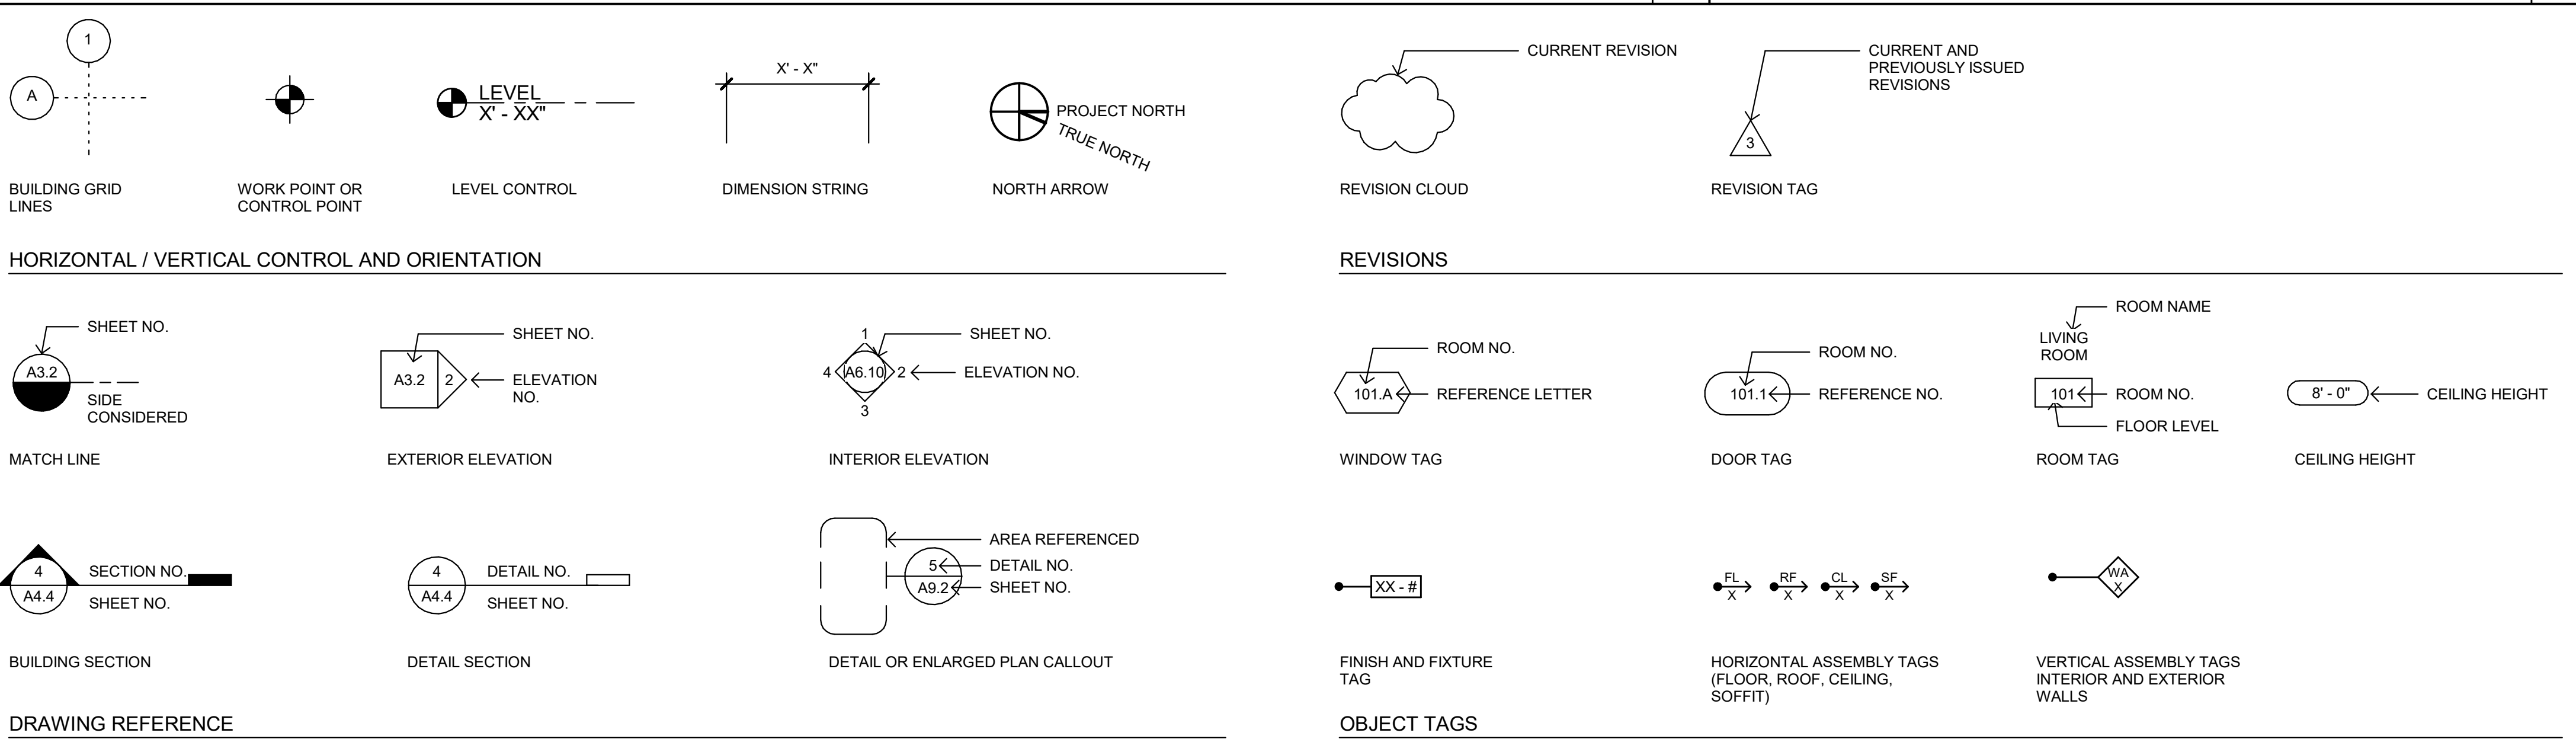 1
A
BUILDING GRID
LINES
WORK POINT OR
CONTROL POINT
LEVEL
X' - XX"
LEVEL CONTROL
X' - X"
DIMENSION STRING
PROJECT NORTH
TRUE NORTH
NORTH ARROW
HORIZONTAL / VERTICAL CONTROL AND ORIENTATION
CURRENT REVISION
REVISION CLOUD
CURRENT AND
PREVIOUSLY ISSUED
REVISIONS
3
REVISION TAG
REVISIONS
SHEET NO.
A3.2
SIDE
CONSIDERED
MATCH LINE
SHEET NO.
A3.2
2
ELEVATION
NO.
EXTERIOR ELEVATION
1
SHEET NO.
4
A6.10
2
ELEVATION NO.
3
INTERIOR ELEVATION
4
SECTION NO.
A4.4
SHEET NO.
BUILDING SECTION
4
DETAIL NO.
A4.4
SHEET NO.
DETAIL SECTION
AREA REFERENCED
5
DETAIL NO.
A9.2
SHEET NO.
DETAIL OR ENLARGED PLAN CALLOUT
DRAWING REFERENCE
ROOM NO.
101.A
REFERENCE LETTER
WINDOW TAG
ROOM NO.
101.1
REFERENCE NO.
DOOR TAG
ROOM NAME
LIVING
ROOM
101
ROOM NO.
FLOOR LEVEL
ROOM TAG
8' - 0"
CEILING HEIGHT
CEILING HEIGHT
XX - #
FINISH AND FIXTURE
TAG
FL
X
RF
X
CL
X
SF
X
HORIZONTAL ASSEMBLY TAGS
(FLOOR, ROOF, CEILING,
SOFFIT)
WA
X
VERTICAL ASSEMBLY TAGS
INTERIOR AND EXTERIOR
WALLS
OBJECT TAGS